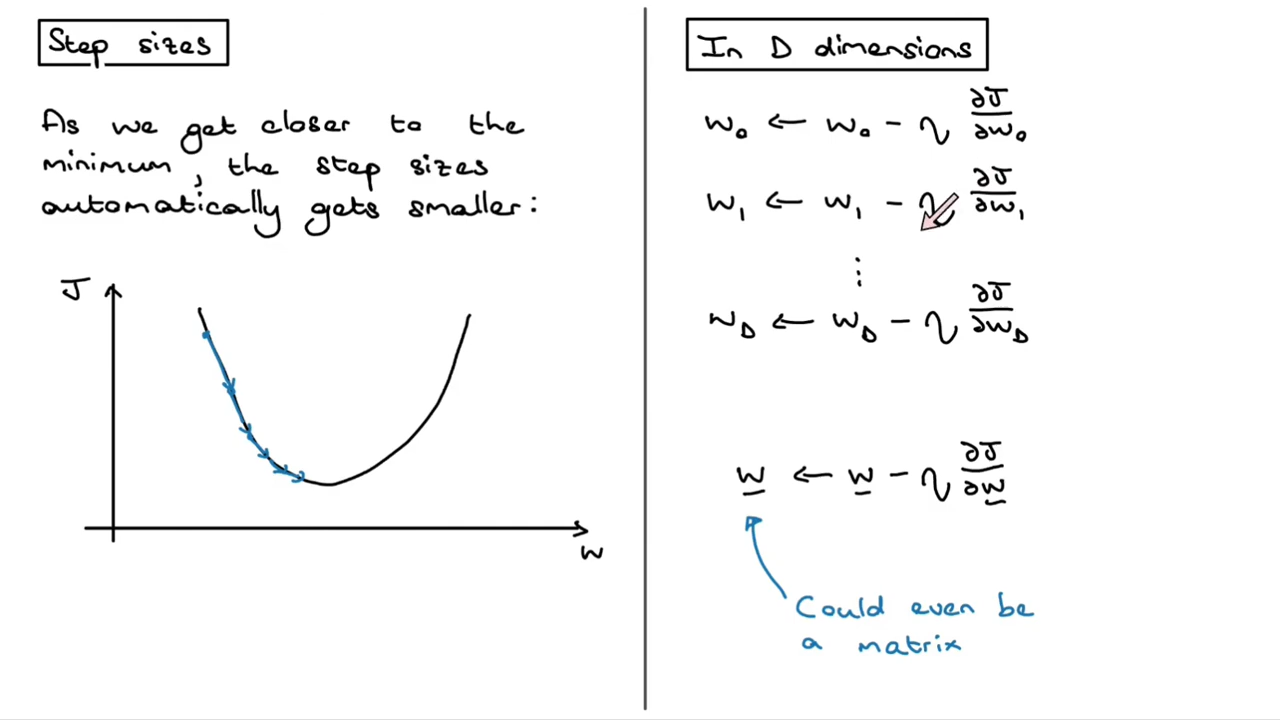 Step sizes
As we get closer to the
minimum, the step sizes
automatically gets smaller:
J
w
In D dimensions
w₀ ← w₀ − η ∂J/∂w₀
w₁ ← w₁ − η ∂J/∂w₁
⋮
w_D ← w_D − η ∂J/∂w_D
w ← w − η ∂J/∂w
Could even be
a matrix